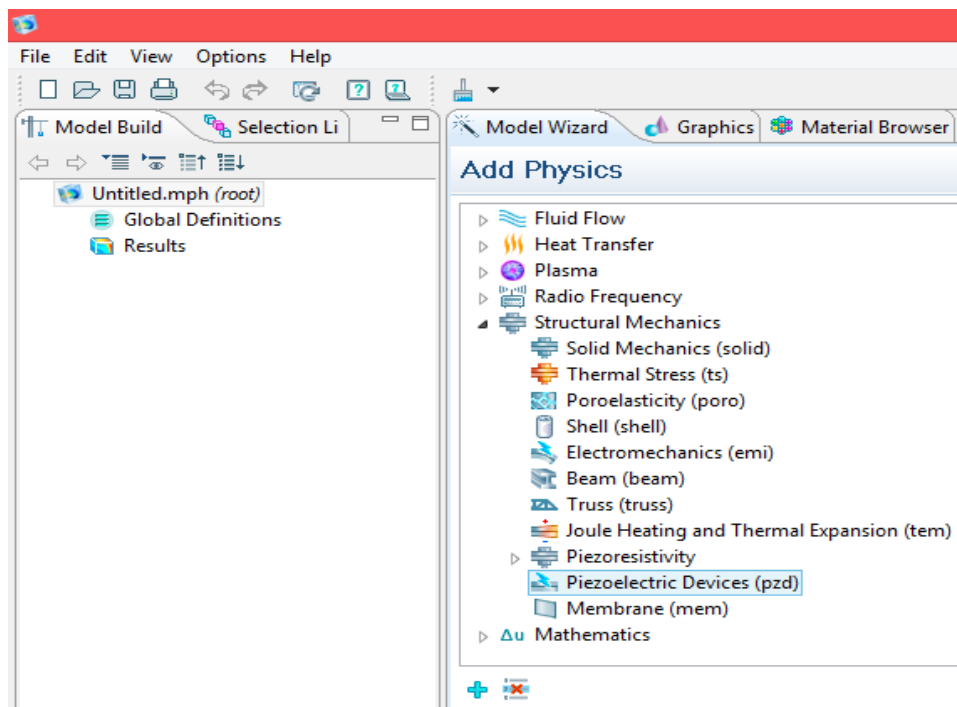 File Edit View Options Help
Model Build Selection Li
Model Wizard Graphics Material Browser
Untitled.mph (root)
Global Definitions
Results
Add Physics
Fluid Flow
Heat Transfer
Plasma
Radio Frequency
Structural Mechanics
Solid Mechanics (solid)
Thermal Stress (ts)
Poroelasticity (poro)
Shell (shell)
Electromechanics (emi)
Beam (beam)
Truss (truss)
Joule Heating and Thermal Expansion (tem)
Piezoresistivity
Piezoelectric Devices (pzd)
Membrane (mem)
Δu Mathematics